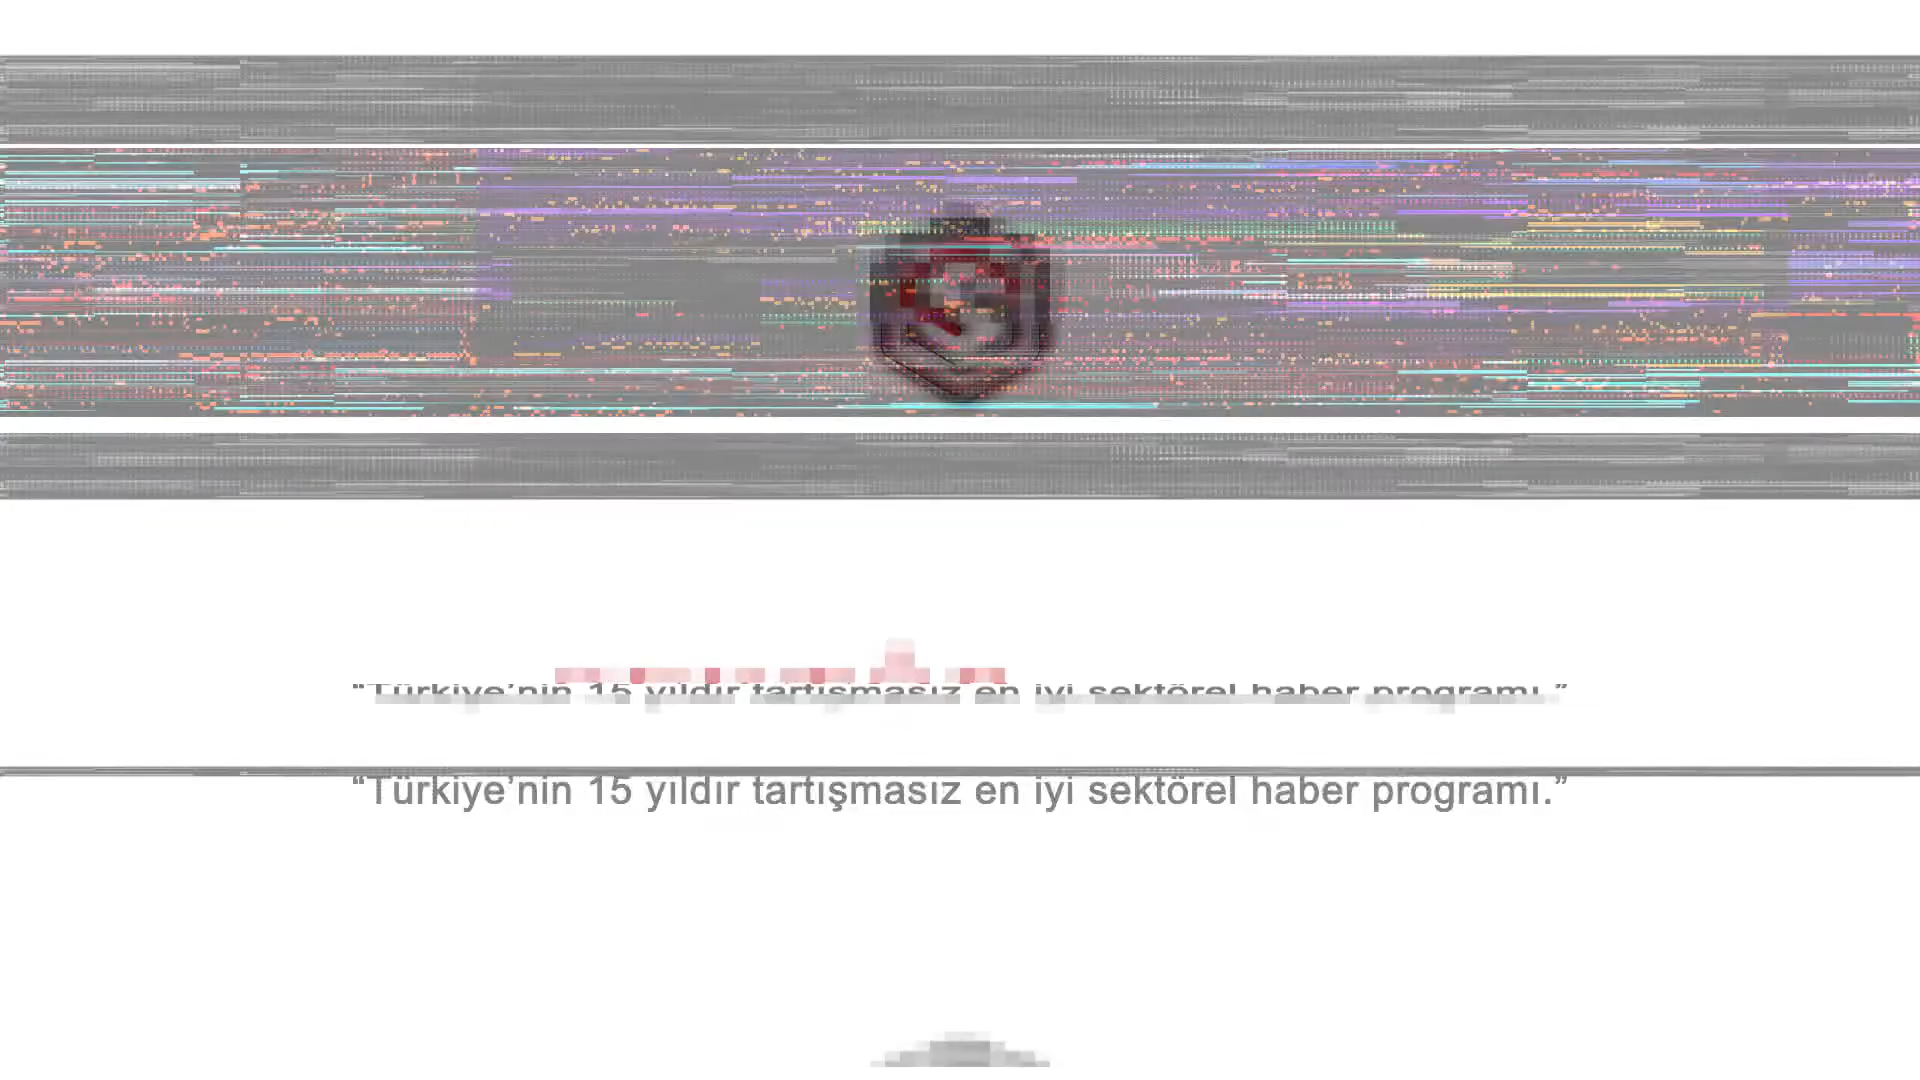 “Türkiye’nin 15 yıldır tartışmasız en iyi sektörel haber programı.”
“Türkiye’nin 15 yıldır tartışmasız en iyi sektörel haber programı.”